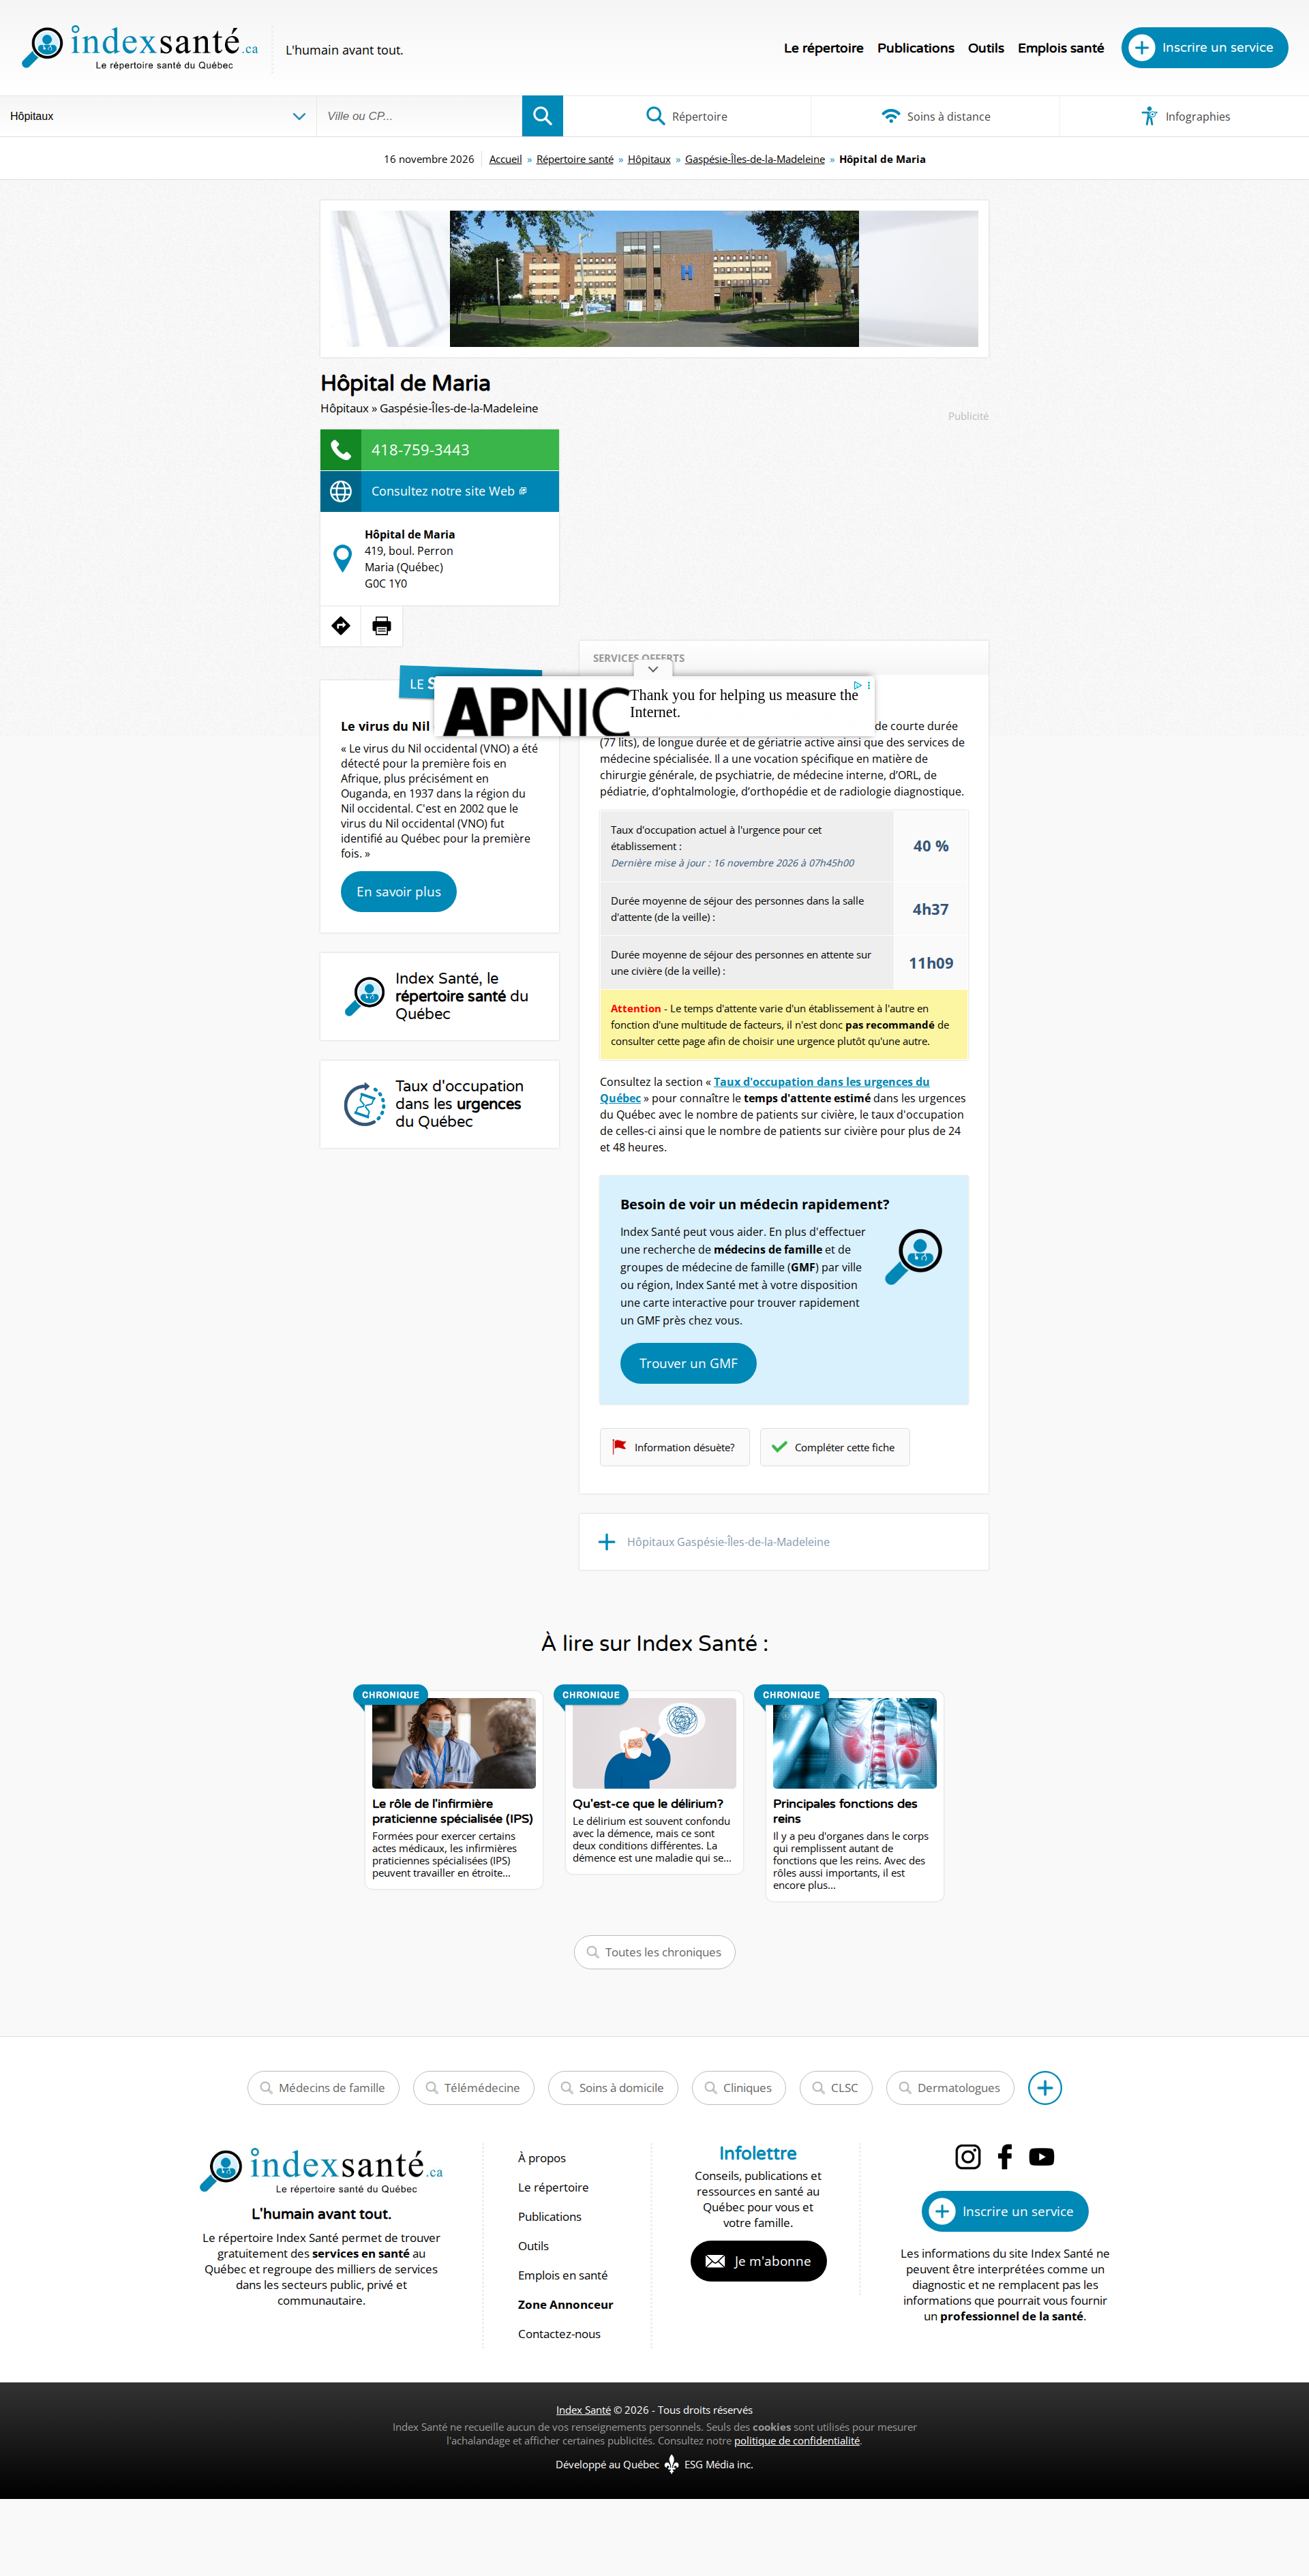 indexsanté.ca
Le répertoire santé du Québec
L'humain avant tout.
Le répertoire
Publications
Outils
Emplois santé
Inscrire un service
Hôpitaux
Ville ou CP...
Répertoire
Soins à distance
Infographies
16 novembre 2026
Accueil » Répertoire santé » Hôpitaux » Gaspésie-Îles-de-la-Madeleine » Hôpital de Maria
H
Hôpital de Maria
Hôpitaux » Gaspésie-Îles-de-la-Madeleine
Publicité
418-759-3443
Consultez notre site Web
Hôpital de Maria
419, boul. Perron
Maria (Québec)
G0C 1Y0
LE
Le virus du Nil
« Le virus du Nil occidental (VNO) a été
détecté pour la première fois en
Afrique, plus précisément en
Ouganda, en 1937 dans la région du
Nil occidental. C'est en 2002 que le
virus du Nil occidental (VNO) fut
identifié au Québec pour la première
fois. »
En savoir plus
Index Santé, le
répertoire santé du
Québec
Taux d'occupation
dans les urgences
du Québec
SERVICES OFFERTS
APNIC
Thank you for helping us measure the
Internet.
de courte durée
(77 lits), de longue durée et de gériatrie active ainsi que des services de
médecine spécialisée. Il a une vocation spécifique en matière de
chirurgie générale, de psychiatrie, de médecine interne, d’ORL, de
pédiatrie, d’ophtalmologie, d’orthopédie et de radiologie diagnostique.
Taux d'occupation actuel à l'urgence pour cet
établissement :
Dernière mise à jour : 16 novembre 2026 à 07h45h00
40 %
Durée moyenne de séjour des personnes dans la salle
d'attente (de la veille) :
4h37
Durée moyenne de séjour des personnes en attente sur
une civière (de la veille) :
11h09
Attention - Le temps d'attente varie d'un établissement à l'autre en
fonction d'une multitude de facteurs, il n'est donc pas recommandé de
consulter cette page afin de choisir une urgence plutôt qu'une autre.
Consultez la section « Taux d'occupation dans les urgences du
Québec » pour connaître le temps d'attente estimé dans les urgences
du Québec avec le nombre de patients sur civière, le taux d'occupation
de celles-ci ainsi que le nombre de patients sur civière pour plus de 24
et 48 heures.
Besoin de voir un médecin rapidement?
Index Santé peut vous aider. En plus d'effectuer
une recherche de médecins de famille et de
groupes de médecine de famille (GMF) par ville
ou région, Index Santé met à votre disposition
une carte interactive pour trouver rapidement
un GMF près chez vous.
Trouver un GMF
Information désuète?
Compléter cette fiche
Hôpitaux Gaspésie-Îles-de-la-Madeleine
À lire sur Index Santé :
CHRONIQUE
Le rôle de l'infirmière
praticienne spécialisée (IPS)
Formées pour exercer certains
actes médicaux, les infirmières
praticiennes spécialisées (IPS)
peuvent travailler en étroite...
CHRONIQUE
Qu'est-ce que le délirium?
Le délirium est souvent confondu
avec la démence, mais ce sont
deux conditions différentes. La
démence est une maladie qui se...
CHRONIQUE
Principales fonctions des
reins
Il y a peu d'organes dans le corps
qui remplissent autant de
fonctions que les reins. Avec des
rôles aussi importants, il est
encore plus...
Toutes les chroniques
Médecins de famille
Télémédecine
Soins à domicile
Cliniques
CLSC
Dermatologues
indexsanté.ca
Le répertoire santé du Québec
L'humain avant tout.
Le répertoire Index Santé permet de trouver
gratuitement des services en santé au
Québec et regroupe des milliers de services
dans les secteurs public, privé et
communautaire.
À propos
Le répertoire
Publications
Outils
Emplois en santé
Zone Annonceur
Contactez-nous
Infolettre
Conseils, publications et
ressources en santé au
Québec pour vous et
votre famille.
Je m'abonne
Inscrire un service
Les informations du site Index Santé ne
peuvent être interprétées comme un
diagnostic et ne remplacent pas les
informations que pourrait vous fournir
un professionnel de la santé.
Index Santé © 2026 - Tous droits réservés
Index Santé ne recueille aucun de vos renseignements personnels. Seuls des cookies sont utilisés pour mesurer
l'achalandage et afficher certaines publicités. Consultez notre politique de confidentialité.
Développé au Québec ESG Média inc.